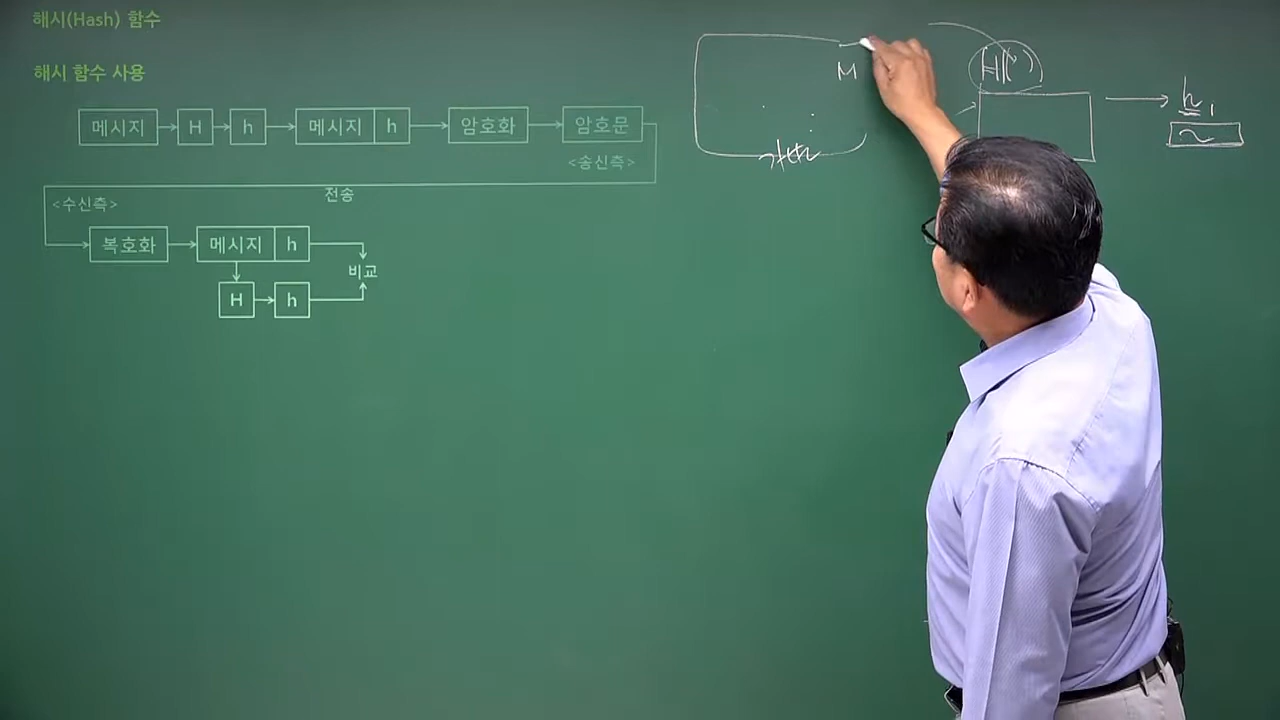 해시(Hash) 함수
해시 함수 사용
메시지 H h 메시지 h 암호화 암호문
<송신측>
전송
<수신측>
복호화 메시지 h
비교
H h
M H( ) h 1
가변